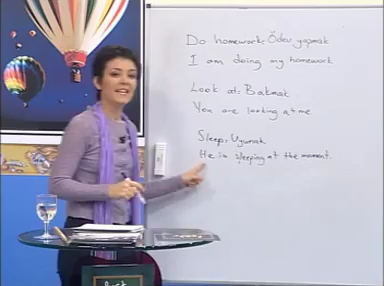 Do homework: Ödev yapmak
I am doing my homework
Look at: Bakmak
You are looking at me
Sleep: Uyumak
He is sleeping at the moment.